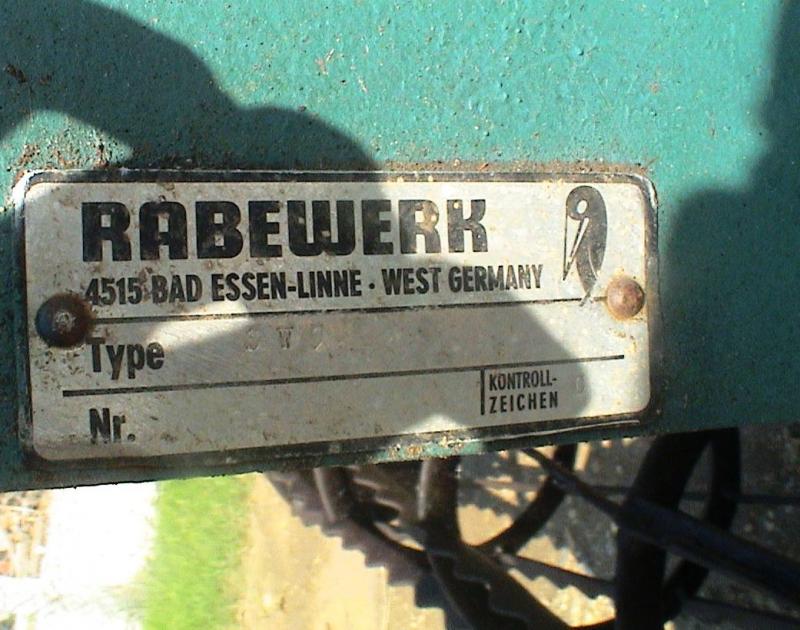 RABEWERK
4515 BAD ESSEN-LINNE · WEST GERMANY
Type
KONTROLL-
ZEICHEN
Nr.